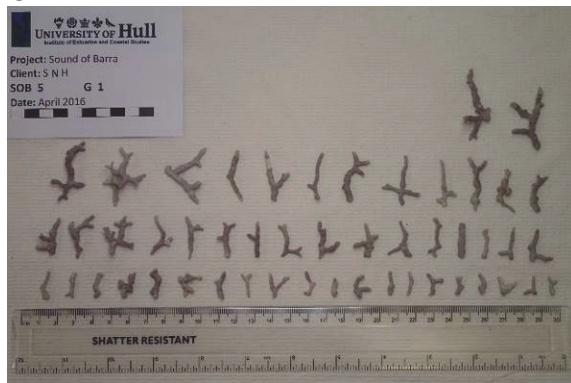 UNIVERSITY OF Hull
Institute of Estuarine and Coastal Studies
Project: Sound of Barra
Client: S N H
SOB 5 G 1
Date: April 2016
SHATTER RESISTANT